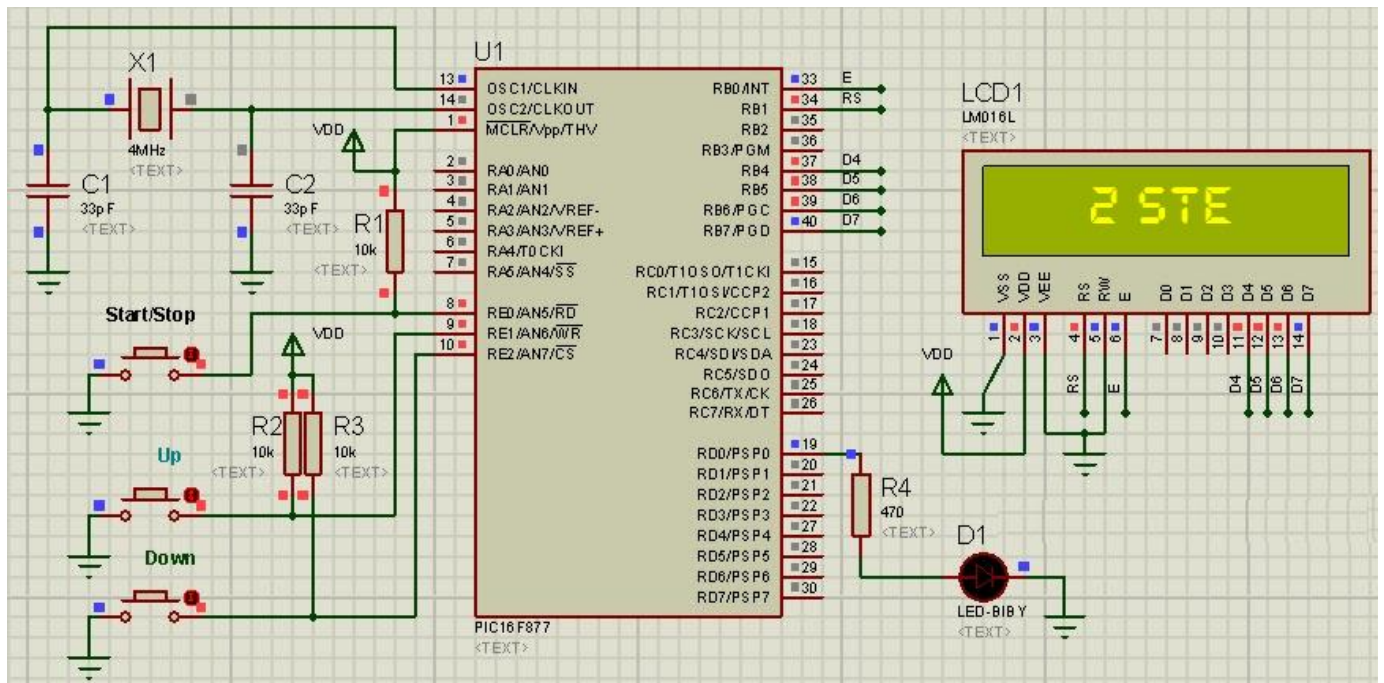 U1
X1
4MHz
<TEXT>
C1
33pF
<TEXT>
C2
33pF
<TEXT>
VDD
R1
10k
<TEXT>
Start/Stop
VDD
R2
10k
<TEXT>
R3
10k
<TEXT>
Up
Down
13 OSC1/CLKIN
14 OSC2/CLKOUT
1 MCLR/Vpp/THV
2 RA0/AN0
3 RA1/AN1
4 RA2/AN2/VREF-
5 RA3/AN3/VREF+
6 RA4/T0CKI
7 RA5/AN4/SS
8 RE0/AN5/RD
9 RE1/AN6/WR
10 RE2/AN7/CS
RB0/INT 33 E
RB1 34 RS
RB2 35
RB3/PGM 36
RB4 37 D4
RB5 38 D5
RB6/PGC 39 D6
RB7/PGD 40 D7
RC0/T1OSO/T1CKI 15
RC1/T1OSI/CCP2 16
RC2/CCP1 17
RC3/SCK/SCL 18
RC4/SDI/SDA 23
RC5/SDO 24
RC6/TX/CK 25
RC7/RX/DT 26
RD0/PSP0 19
RD1/PSP1 20
RD2/PSP2 21
RD3/PSP3 22
RD4/PSP4 27
RD5/PSP5 28
RD6/PSP6 29
RD7/PSP7 30
PIC16F877
<TEXT>
LCD1
LM016L
<TEXT>
2 STE
VSS VDD VEE RS RW E D0 D1 D2 D3 D4 D5 D6 D7
1 2 3 4 5 6 7 8 9 10 11 12 13 14
VDD
RS E D4 D5 D6 D7
R4
470
<TEXT>
D1
LED-BIBY
<TEXT>